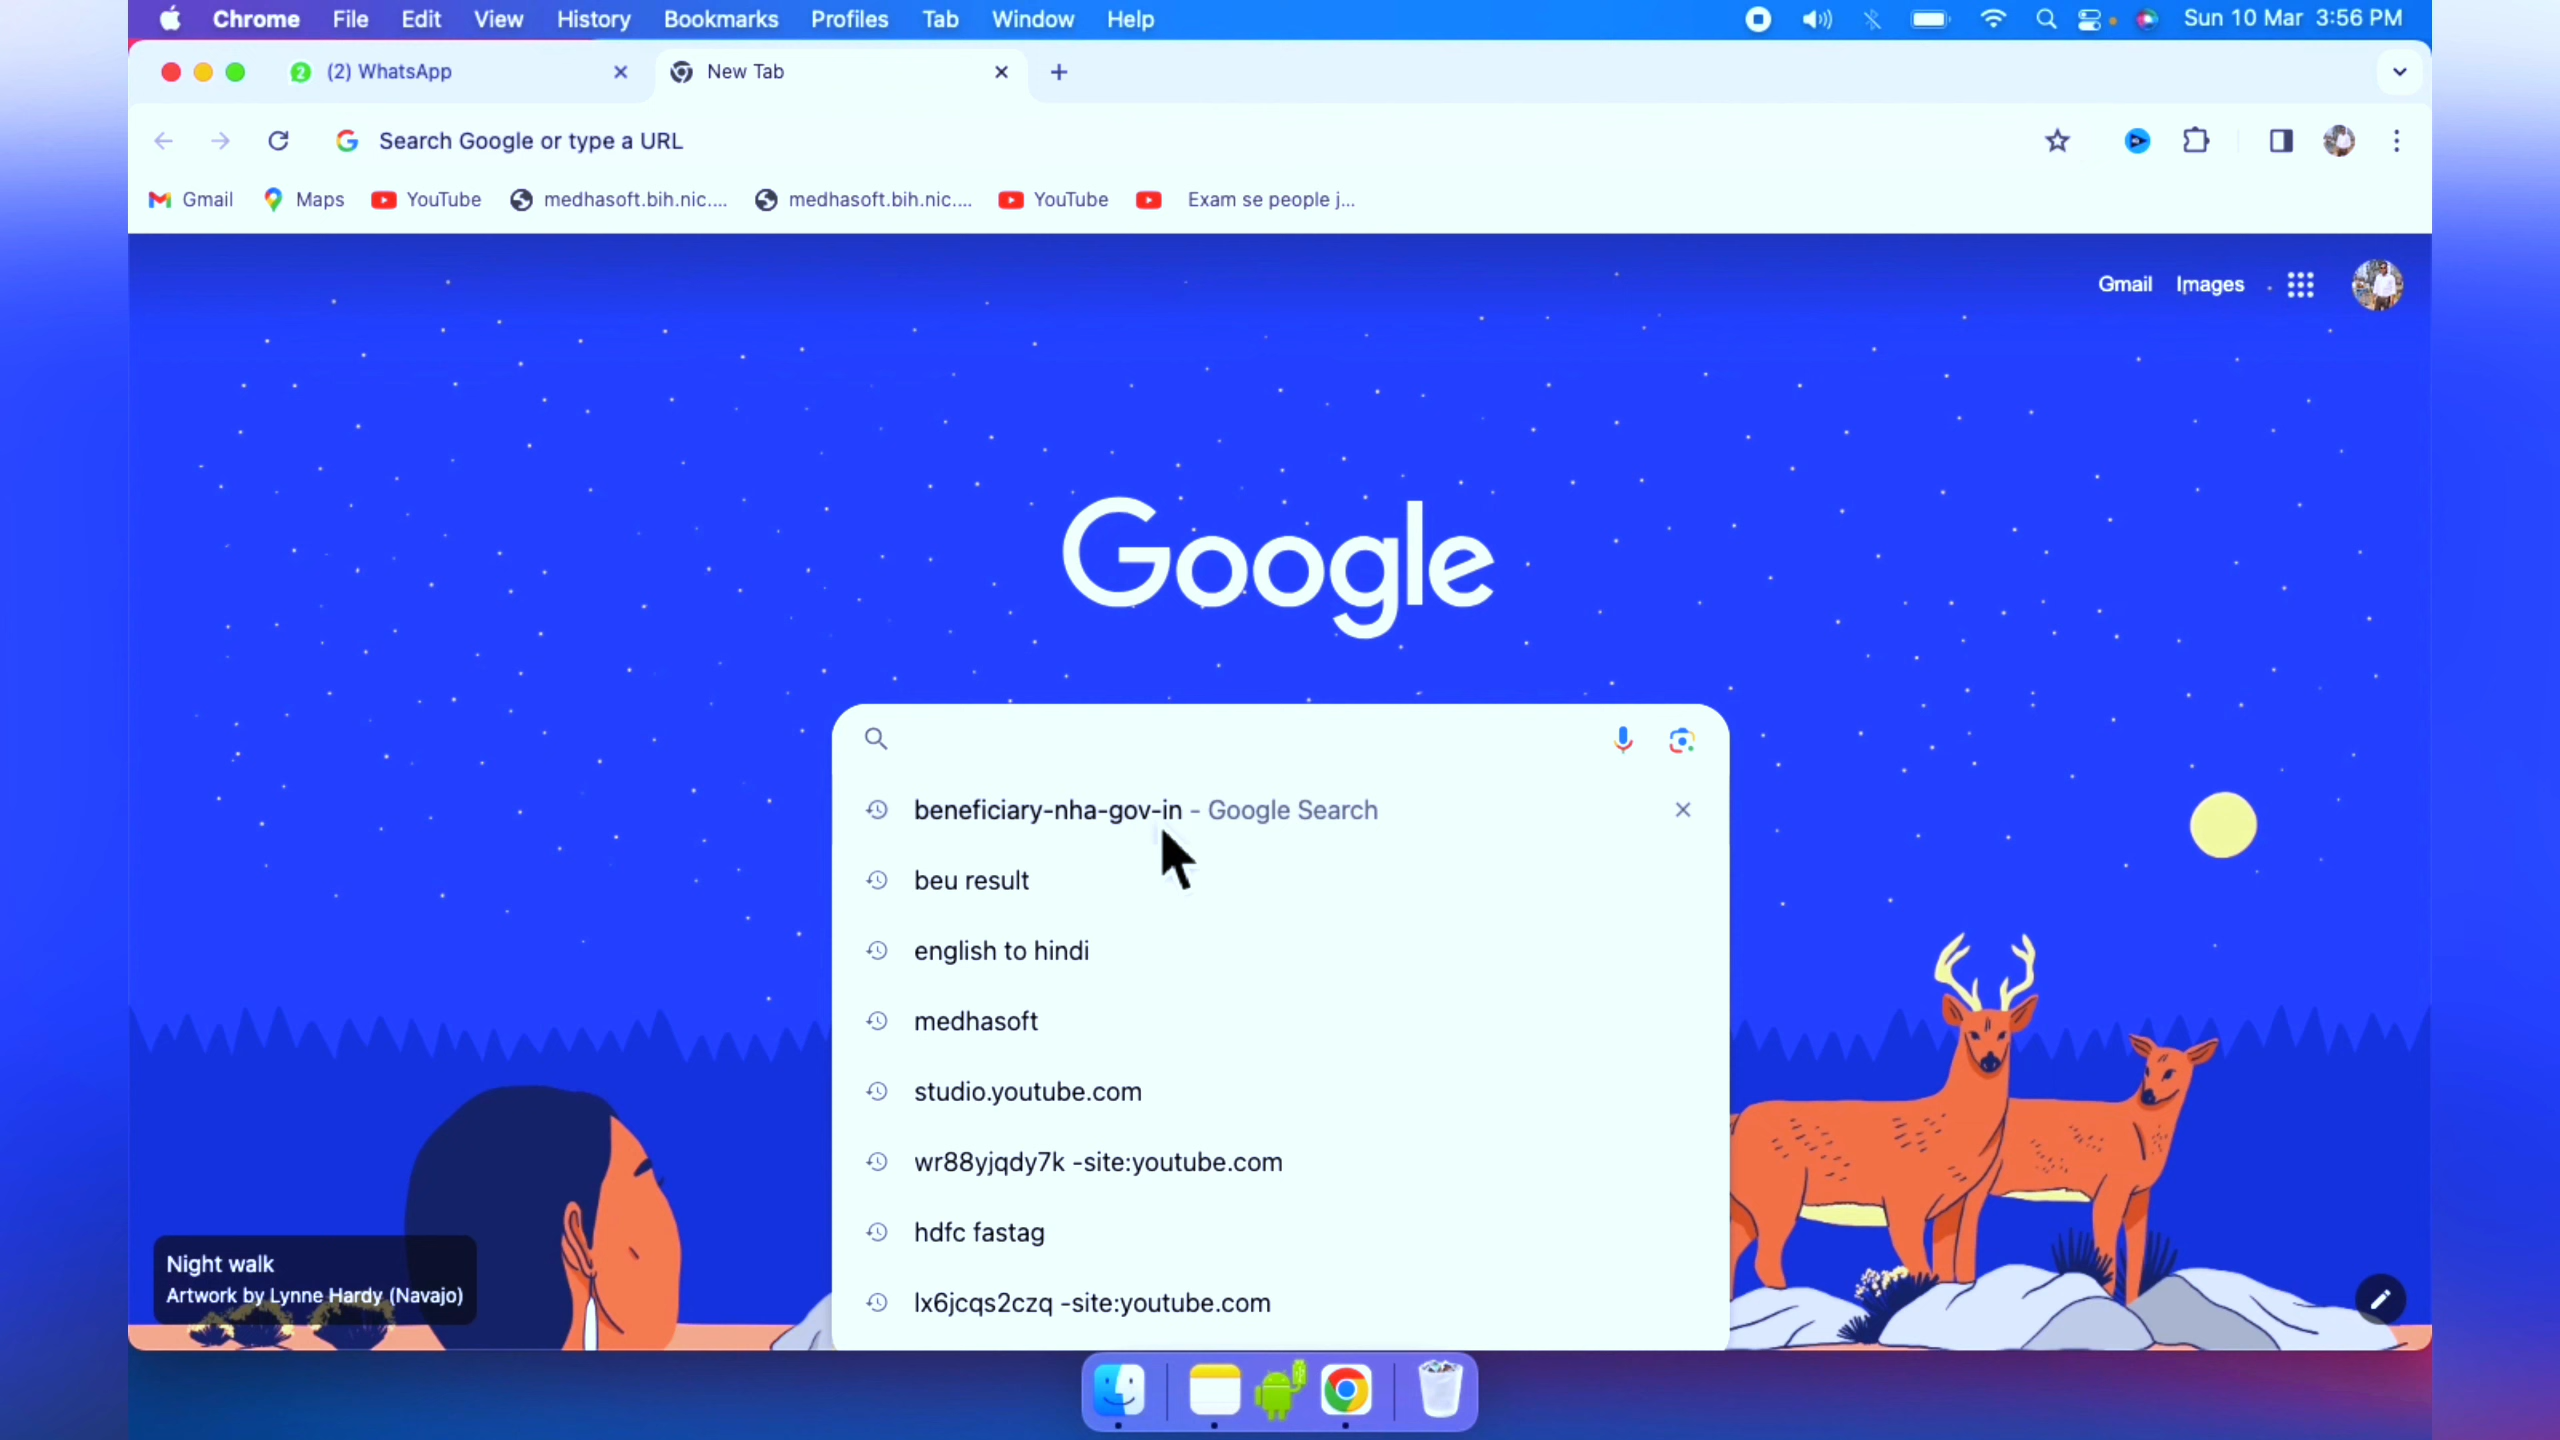 Chrome File Edit View History Bookmarks Profiles Tab Window Help Sun 10 Mar 3:56 PM
2 (2) WhatsApp New Tab
Search Google or type a URL
Gmail Maps YouTube medhasoft.bih.nic.... medhasoft.bih.nic.... YouTube Exam se people j...
Gmail Images
Google
beneficiary-nha-gov-in - Google Search
beu result
english to hindi
medhasoft
studio.youtube.com
wr88yjqdy7k -site:youtube.com
hdfc fastag
lx6jcqs2czq -site:youtube.com
Night walk
Artwork by Lynne Hardy (Navajo)